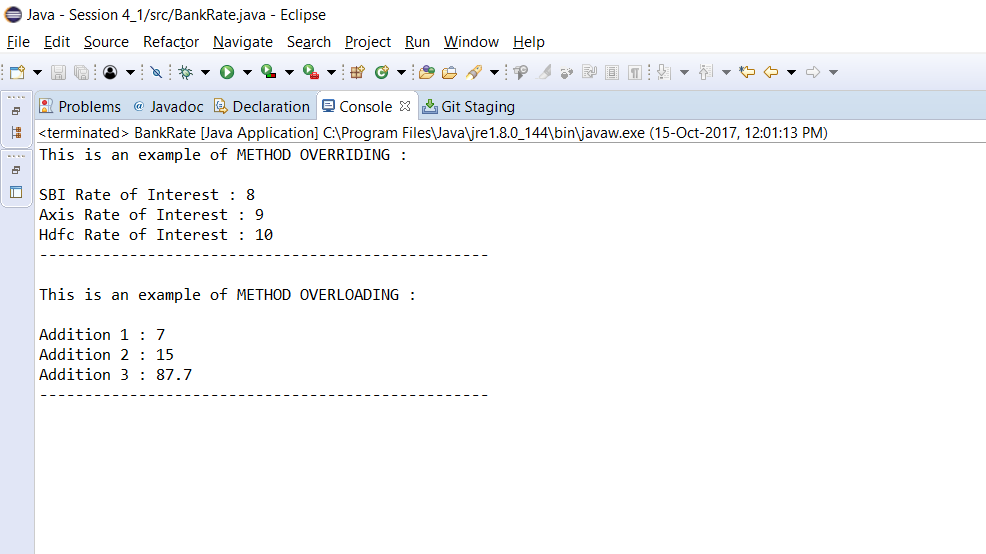 Java - Session 4_1/src/BankRate.java - Eclipse
File Edit Source Refactor Navigate Search Project Run Window Help
Problems @ Javadoc Declaration Console Git Staging
<terminated> BankRate [Java Application] C:\Program Files\Java\jre1.8.0_144\bin\javaw.exe (15-Oct-2017, 12:01:13 PM)
This is an example of METHOD OVERRIDING :
SBI Rate of Interest : 8
Axis Rate of Interest : 9
Hdfc Rate of Interest : 10
--------------------------------------------------
This is an example of METHOD OVERLOADING :
Addition 1 : 7
Addition 2 : 15
Addition 3 : 87.7
--------------------------------------------------